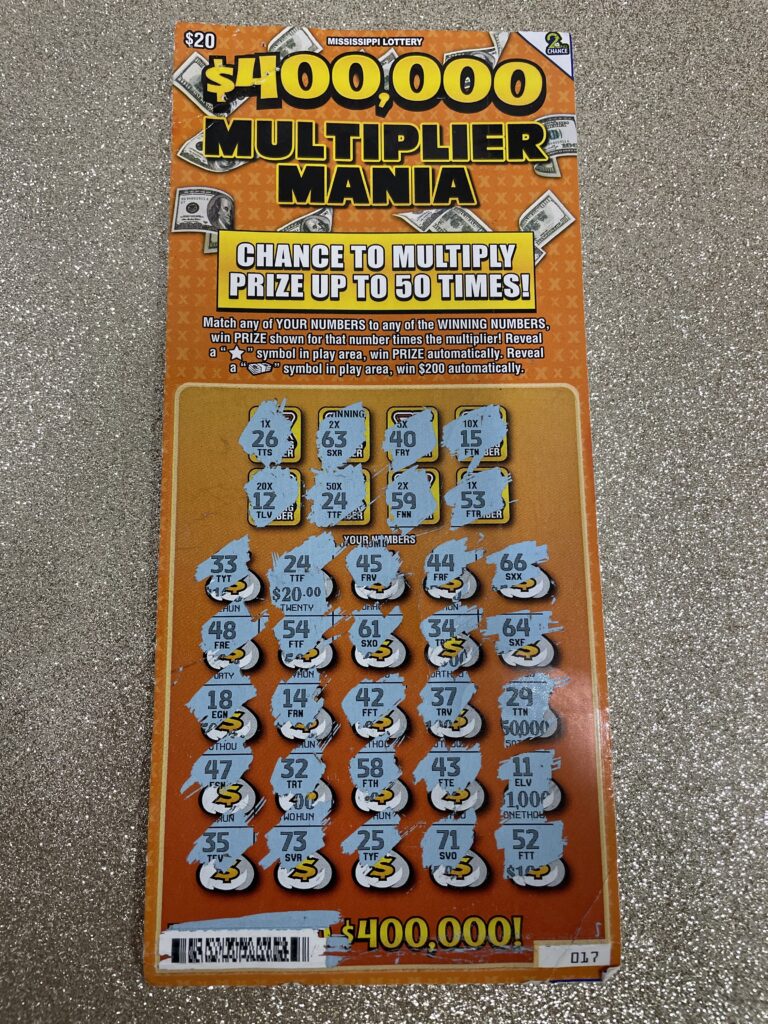 $20
MISSISSIPPI LOTTERY
2ND CHANCE
$400,000
MULTIPLIER
MANIA
CHANCE TO MULTIPLY
PRIZE UP TO 50 TIMES!
Match any of YOUR NUMBERS to any of the WINNING NUMBERS,
win PRIZE shown for that number times the multiplier! Reveal
a "⭐" symbol in play area, win PRIZE automatically. Reveal
a "💵" symbol in play area, win $200 automatically.
WINNING
1X 2X 5X 10X
26 63 40 15
TTS SXR FRY FTN
20X 50X 2X 1X
12 24 59 53
TLV TTF FNN FTR
YOUR NUMBERS
33 24 45 44 66
TYT TTF FRV FRF SXX
$20.00
TWENTY
48 54 61 34 64
FRE FTF SXO SXF
18 14 42 37 29
EGN FRN FFT TRV TTN
50,000
47 32 58 43 11
TRT FTH FTE ELV
1,000
ONETHOU
35 73 25 71 52
SVR TYF SVO FTT
$400,000!
017